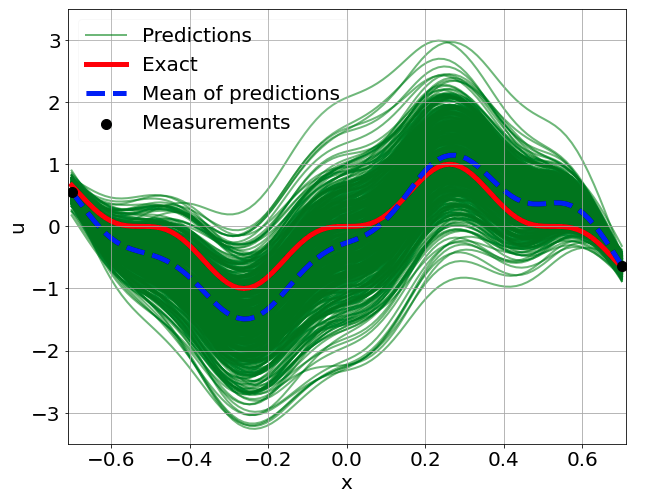 Predictions
Exact
Mean of predictions
Measurements
3
2
1
0
−1
−2
−3
u
−0.6 −0.4 −0.2 0.0 0.2 0.4 0.6
x